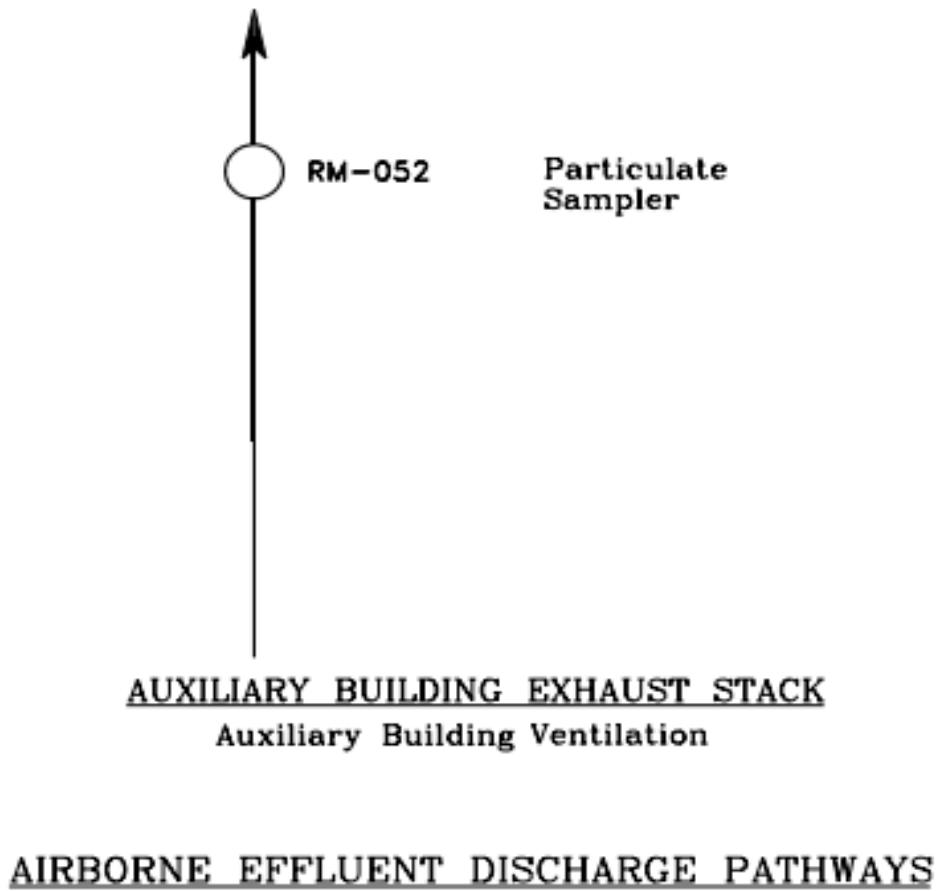 RM-052
Particulate
Sampler
AUXILIARY BUILDING EXHAUST STACK
Auxiliary Building Ventilation
AIRBORNE EFFLUENT DISCHARGE PATHWAYS